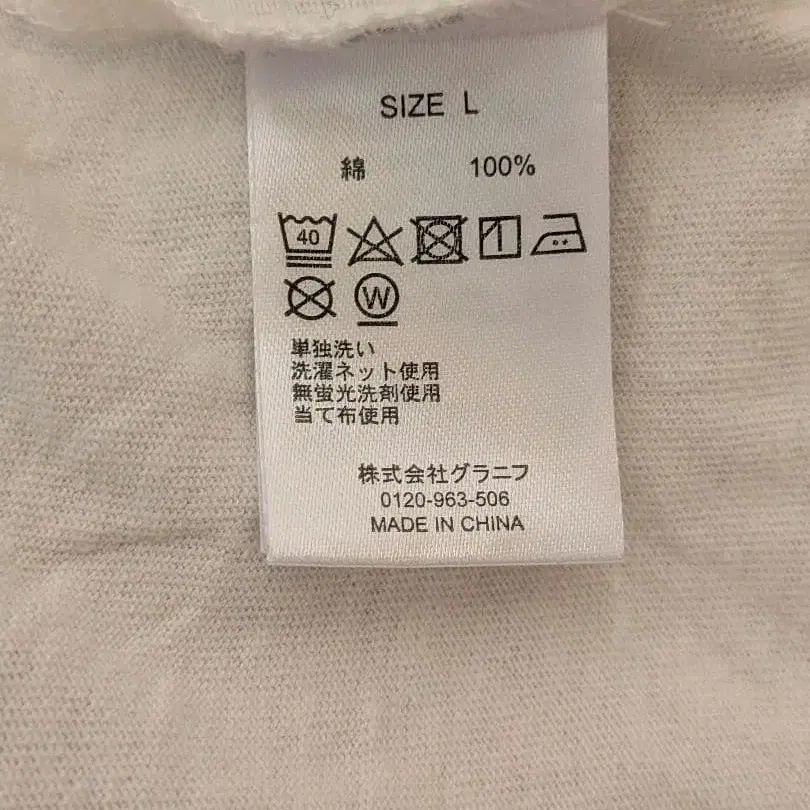 SIZE L
綿 100%
40
W
単独洗い
洗濯ネット使用
無蛍光洗剤使用
当て布使用
株式会社グラニフ
0120-963-506
MADE IN CHINA